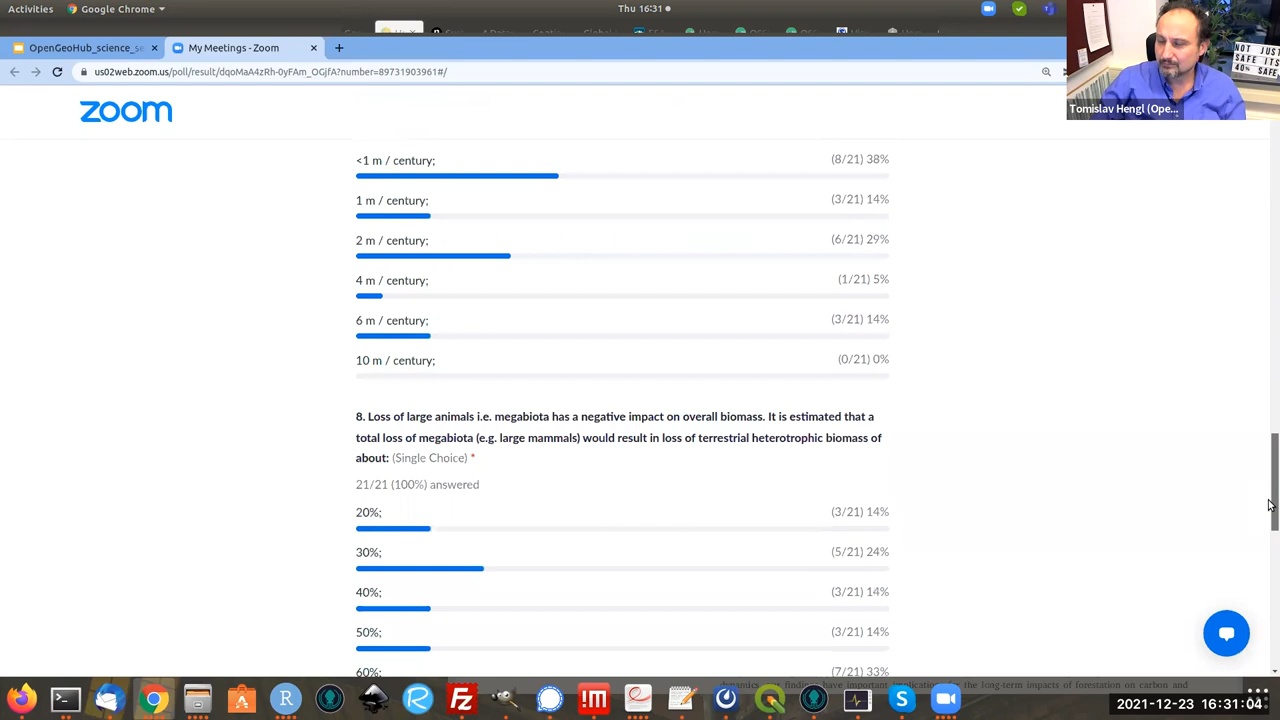 Activities
Google Chrome
Thu 16:31
OpenGeoHub_science_se
My Meetings - Zoom
us02web.zoom.us/poll/result/dqoMaA4zRh-0yFAm_OGjfA?number=89731903961#/
NOT JUST
SAFE ITS
40% SAFE
Tomislav Hengl (Ope...
zoom
<1 m / century;
(8/21) 38%
1 m / century;
(3/21) 14%
2 m / century;
(6/21) 29%
4 m / century;
(1/21) 5%
6 m / century;
(3/21) 14%
10 m / century;
(0/21) 0%
8. Loss of large animals i.e. megabiota has a negative impact on overall biomass. It is estimated that a
total loss of megabiota (e.g. large mammals) would result in loss of terrestrial heterotrophic biomass of
about: (Single Choice) *
21/21 (100%) answered
20%;
(3/21) 14%
30%;
(5/21) 24%
40%;
(3/21) 14%
50%;
(3/21) 14%
60%;
(7/21) 33%
2021-12-23 16:31:04